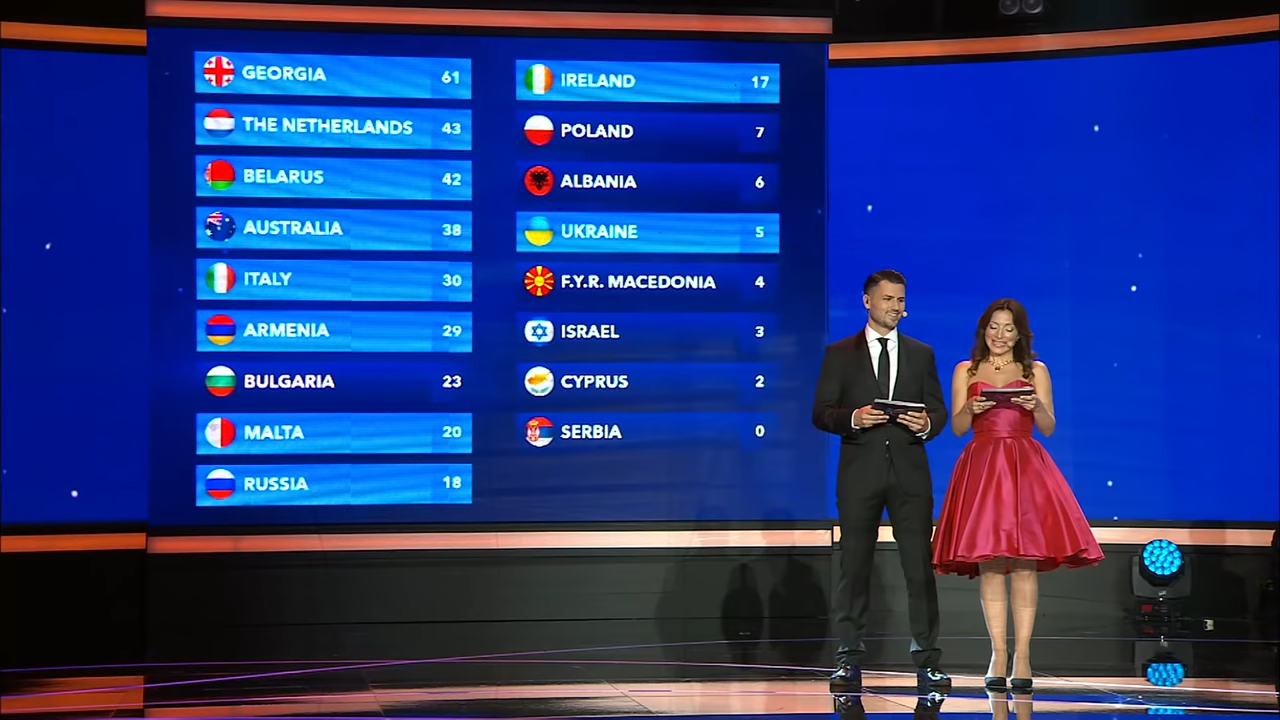 GEORGIA 61
THE NETHERLANDS 43
BELARUS 42
AUSTRALIA 38
ITALY 30
ARMENIA 29
BULGARIA 23
MALTA 20
RUSSIA 18
IRELAND 17
POLAND 7
ALBANIA 6
UKRAINE 5
F.Y.R. MACEDONIA 4
ISRAEL 3
CYPRUS 2
SERBIA 0